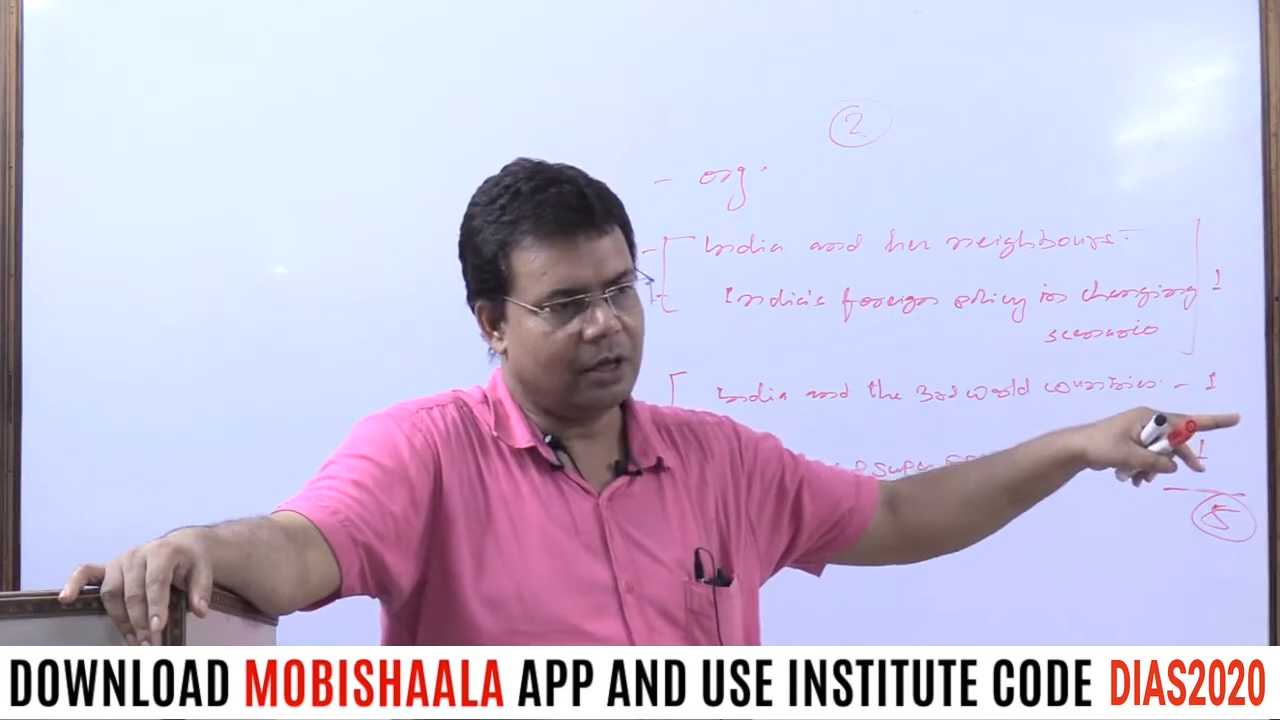 2
- org.
- India and her neighbours -
India's foreign policy in changing 1
scenario
India and the 3rd world countries. - 1
super 1
5
DOWNLOAD MOBISHAALA APP AND USE INSTITUTE CODE DIAS2020